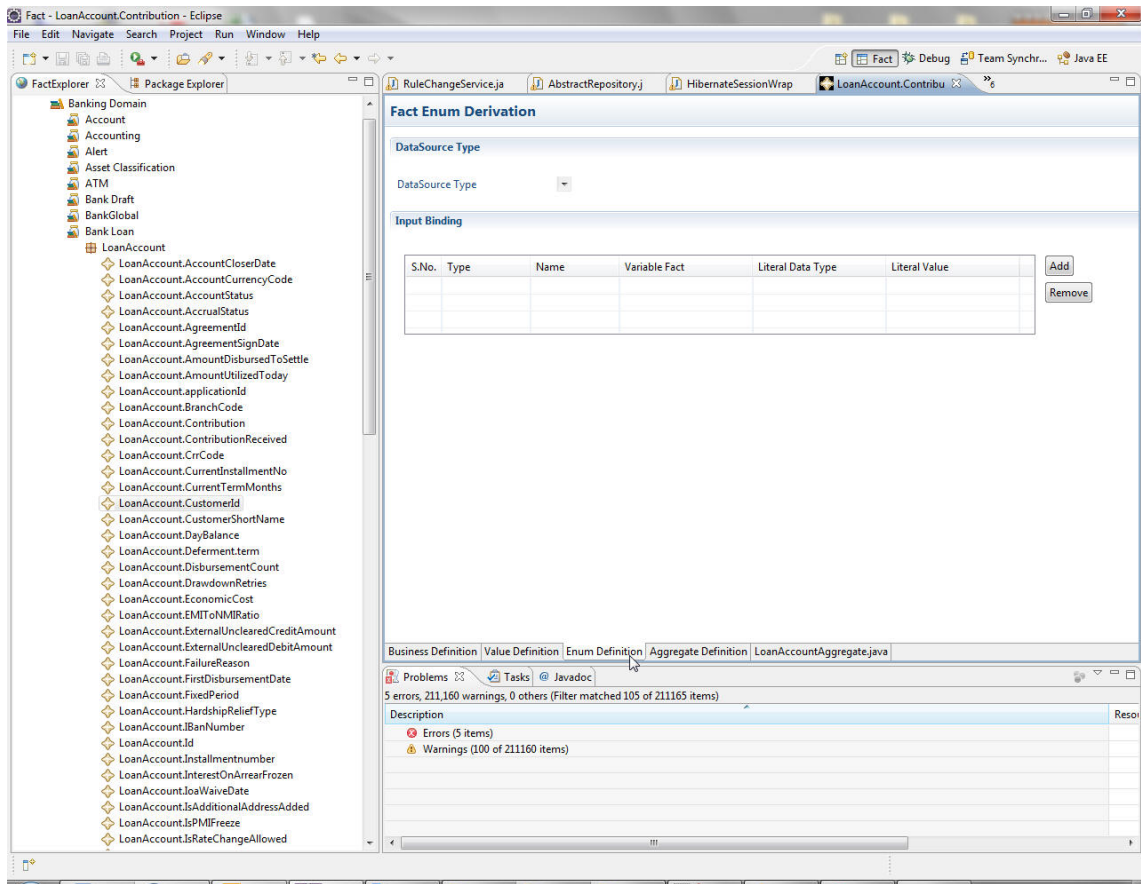 Fact - LoanAccount.Contribution - Eclipse
File Edit Navigate Search Project Run Window Help
Fact Debug Team Synchr... Java EE
FactExplorer Package Explorer
Banking Domain
Account
Accounting
Alert
Asset Classification
ATM
Bank Draft
BankGlobal
Bank Loan
LoanAccount
LoanAccount.AccountCloserDate
LoanAccount.AccountCurrencyCode
LoanAccount.AccountStatus
LoanAccount.AccrualStatus
LoanAccount.AgreementId
LoanAccount.AgreementSignDate
LoanAccount.AmountDisbursedToSettle
LoanAccount.AmountUtilizedToday
LoanAccount.applicationId
LoanAccount.BranchCode
LoanAccount.Contribution
LoanAccount.ContributionReceived
LoanAccount.CrrCode
LoanAccount.CurrentInstallmentNo
LoanAccount.CurrentTermMonths
LoanAccount.CustomerId
LoanAccount.CustomerShortName
LoanAccount.DayBalance
LoanAccount.Deferment.term
LoanAccount.DisbursementCount
LoanAccount.DrawdownRetries
LoanAccount.EconomicCost
LoanAccount.EMIToNMIRatio
LoanAccount.ExternalUnclearedCreditAmount
LoanAccount.ExternalUnclearedDebitAmount
LoanAccount.FailureReason
LoanAccount.FirstDisbursementDate
LoanAccount.FixedPeriod
LoanAccount.HardshipReliefType
LoanAccount.IBanNumber
LoanAccount.Id
LoanAccount.Installmentnumber
LoanAccount.InterestOnArrearFrozen
LoanAccount.IoaWaiveDate
LoanAccount.IsAdditionalAddressAdded
LoanAccount.IsPMIFreeze
LoanAccount.IsRateChangeAllowed
RuleChangeService.ja AbstractRepository.j HibernateSessionWrap LoanAccount.Contribu »6
Fact Enum Derivation
DataSource Type
DataSource Type
Input Binding
S.No. Type Name Variable Fact Literal Data Type Literal Value
Add
Remove
Business Definition Value Definition Enum Definition Aggregate Definition LoanAccountAggregate.java
Problems Tasks @ Javadoc
5 errors, 211,160 warnings, 0 others (Filter matched 105 of 211165 items)
Description Resou
Errors (5 items)
Warnings (100 of 211160 items)